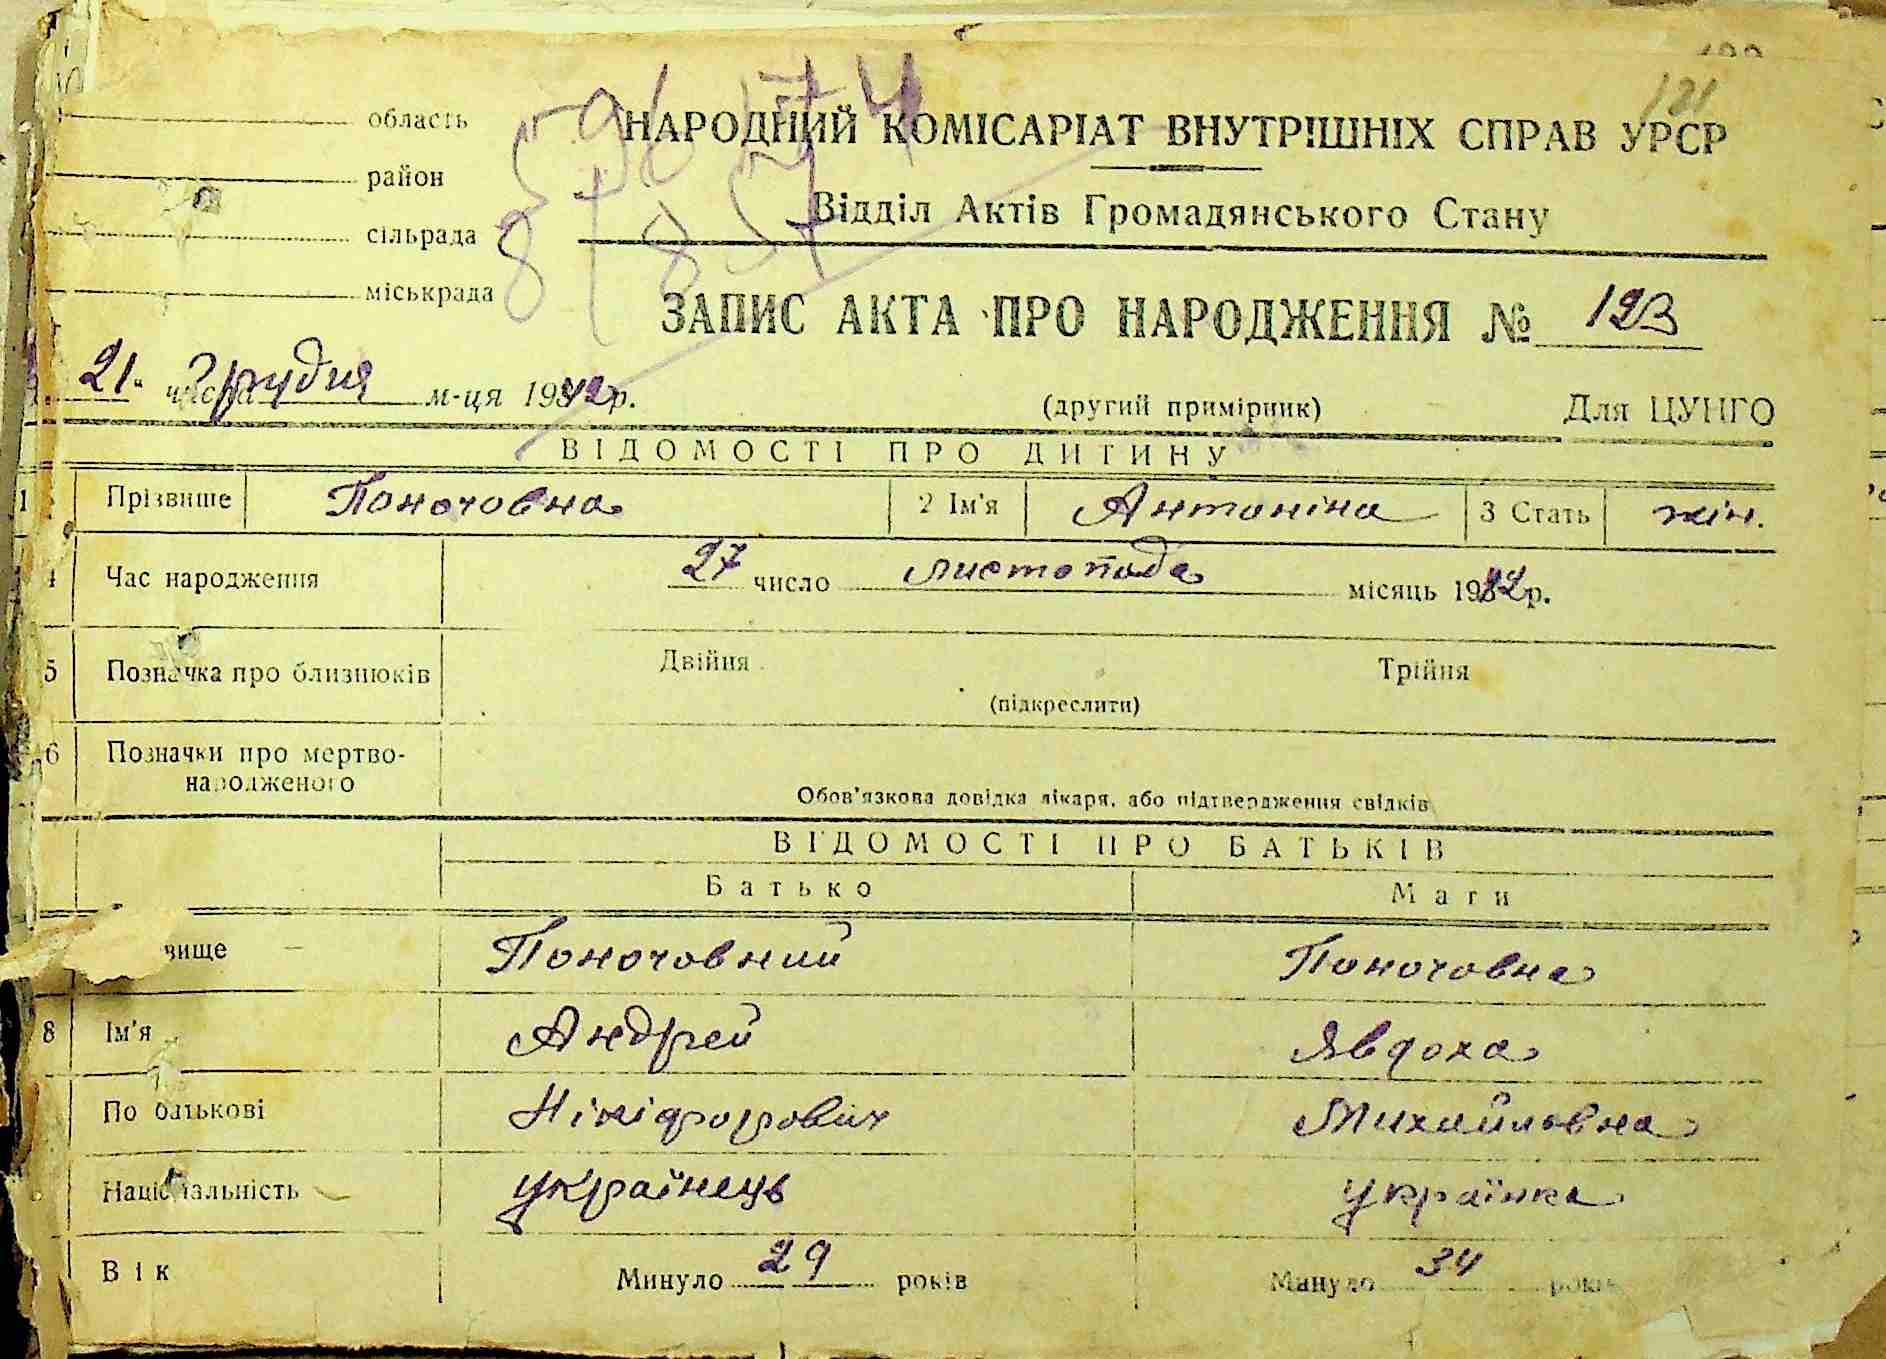 121
область
район
сільрада
міськрада
НАРОДНИЙ КОМІСАРІАТ ВНУТРІШНІХ СПРАВ УРСР
Відділ Актів Громадянського Стану
ЗАПИС АКТА ПРО НАРОДЖЕННЯ № 123
21 числа Грудня м-ця 1942 р.
(другий примірник) Для ЦУНГО
ВІДОМОСТІ ПРО ДИТИНУ
1 Прізвище Поночовна 2 Ім'я Антоніна 3 Стать жін.
4 Час народження 27 число листопада місяць 1942 р.
5 Позначка про близнюків Двійня Трійня
(підкреслити)
6 Позначки про мертво-
народженого
Обов'язкова довідка лікаря, або підтвердження свідків
ВІДОМОСТІ ПРО БАТЬКІВ
Батько Мати
вище Поночовний Поночовна
8 Ім'я Андрей Явдоха
По батькові Нікіфорович Михайловна
Національність українець українка
Вік Минуло 29 років Минуло 34 років